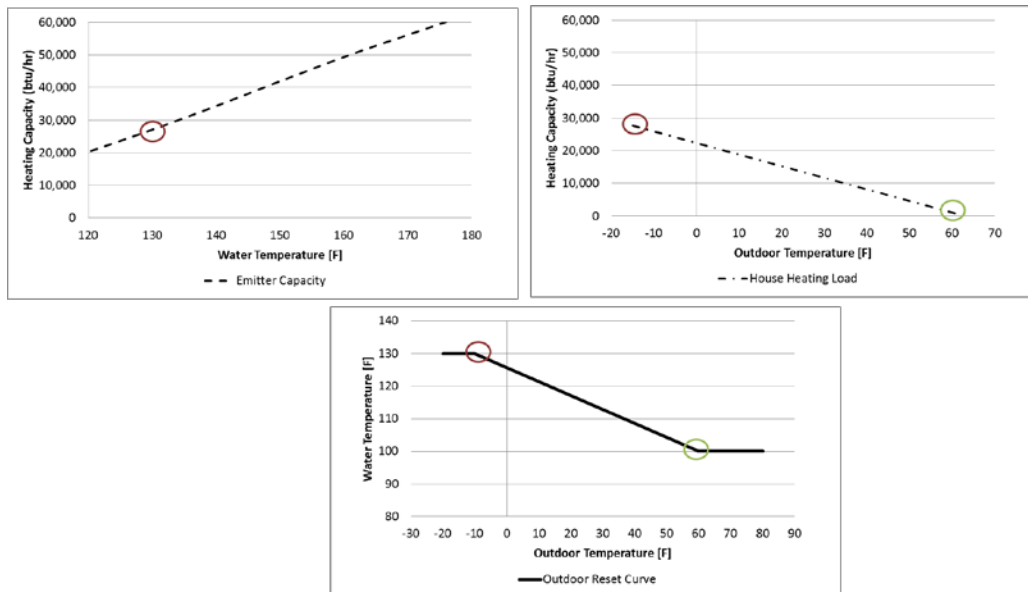 Heating Capacity (btu/hr)
60,000
50,000
40,000
30,000
20,000
10,000
0
120 130 140 150 160 170 180
Water Temperature [F]
Emitter Capacity
Heating Capacity (btu/hr)
60,000
50,000
40,000
30,000
20,000
10,000
0
-20 -10 0 10 20 30 40 50 60 70
Outdoor Temperature [F]
House Heating Load
Water Temperature [F]
140
130
120
110
100
90
80
-30 -20 -10 0 10 20 30 40 50 60 70 80 90
Outdoor Temperature [F]
Outdoor Reset Curve